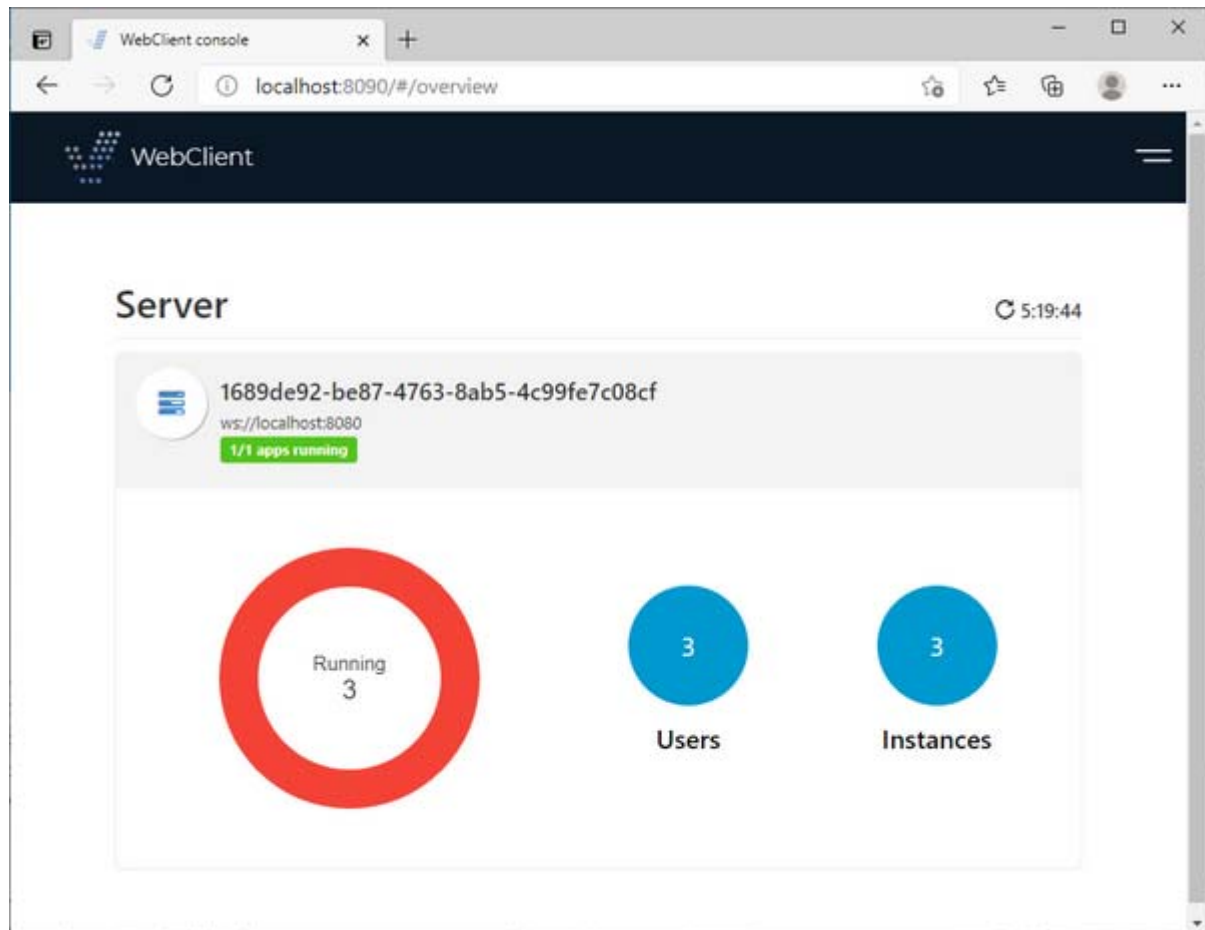 WebClient console
localhost:8090/#/overview
WebClient
Server
5:19:44
1689de92-be87-4763-8ab5-4c99fe7c08cf
ws://localhost:8080
1/1 apps running
Running
3
3
Users
3
Instances